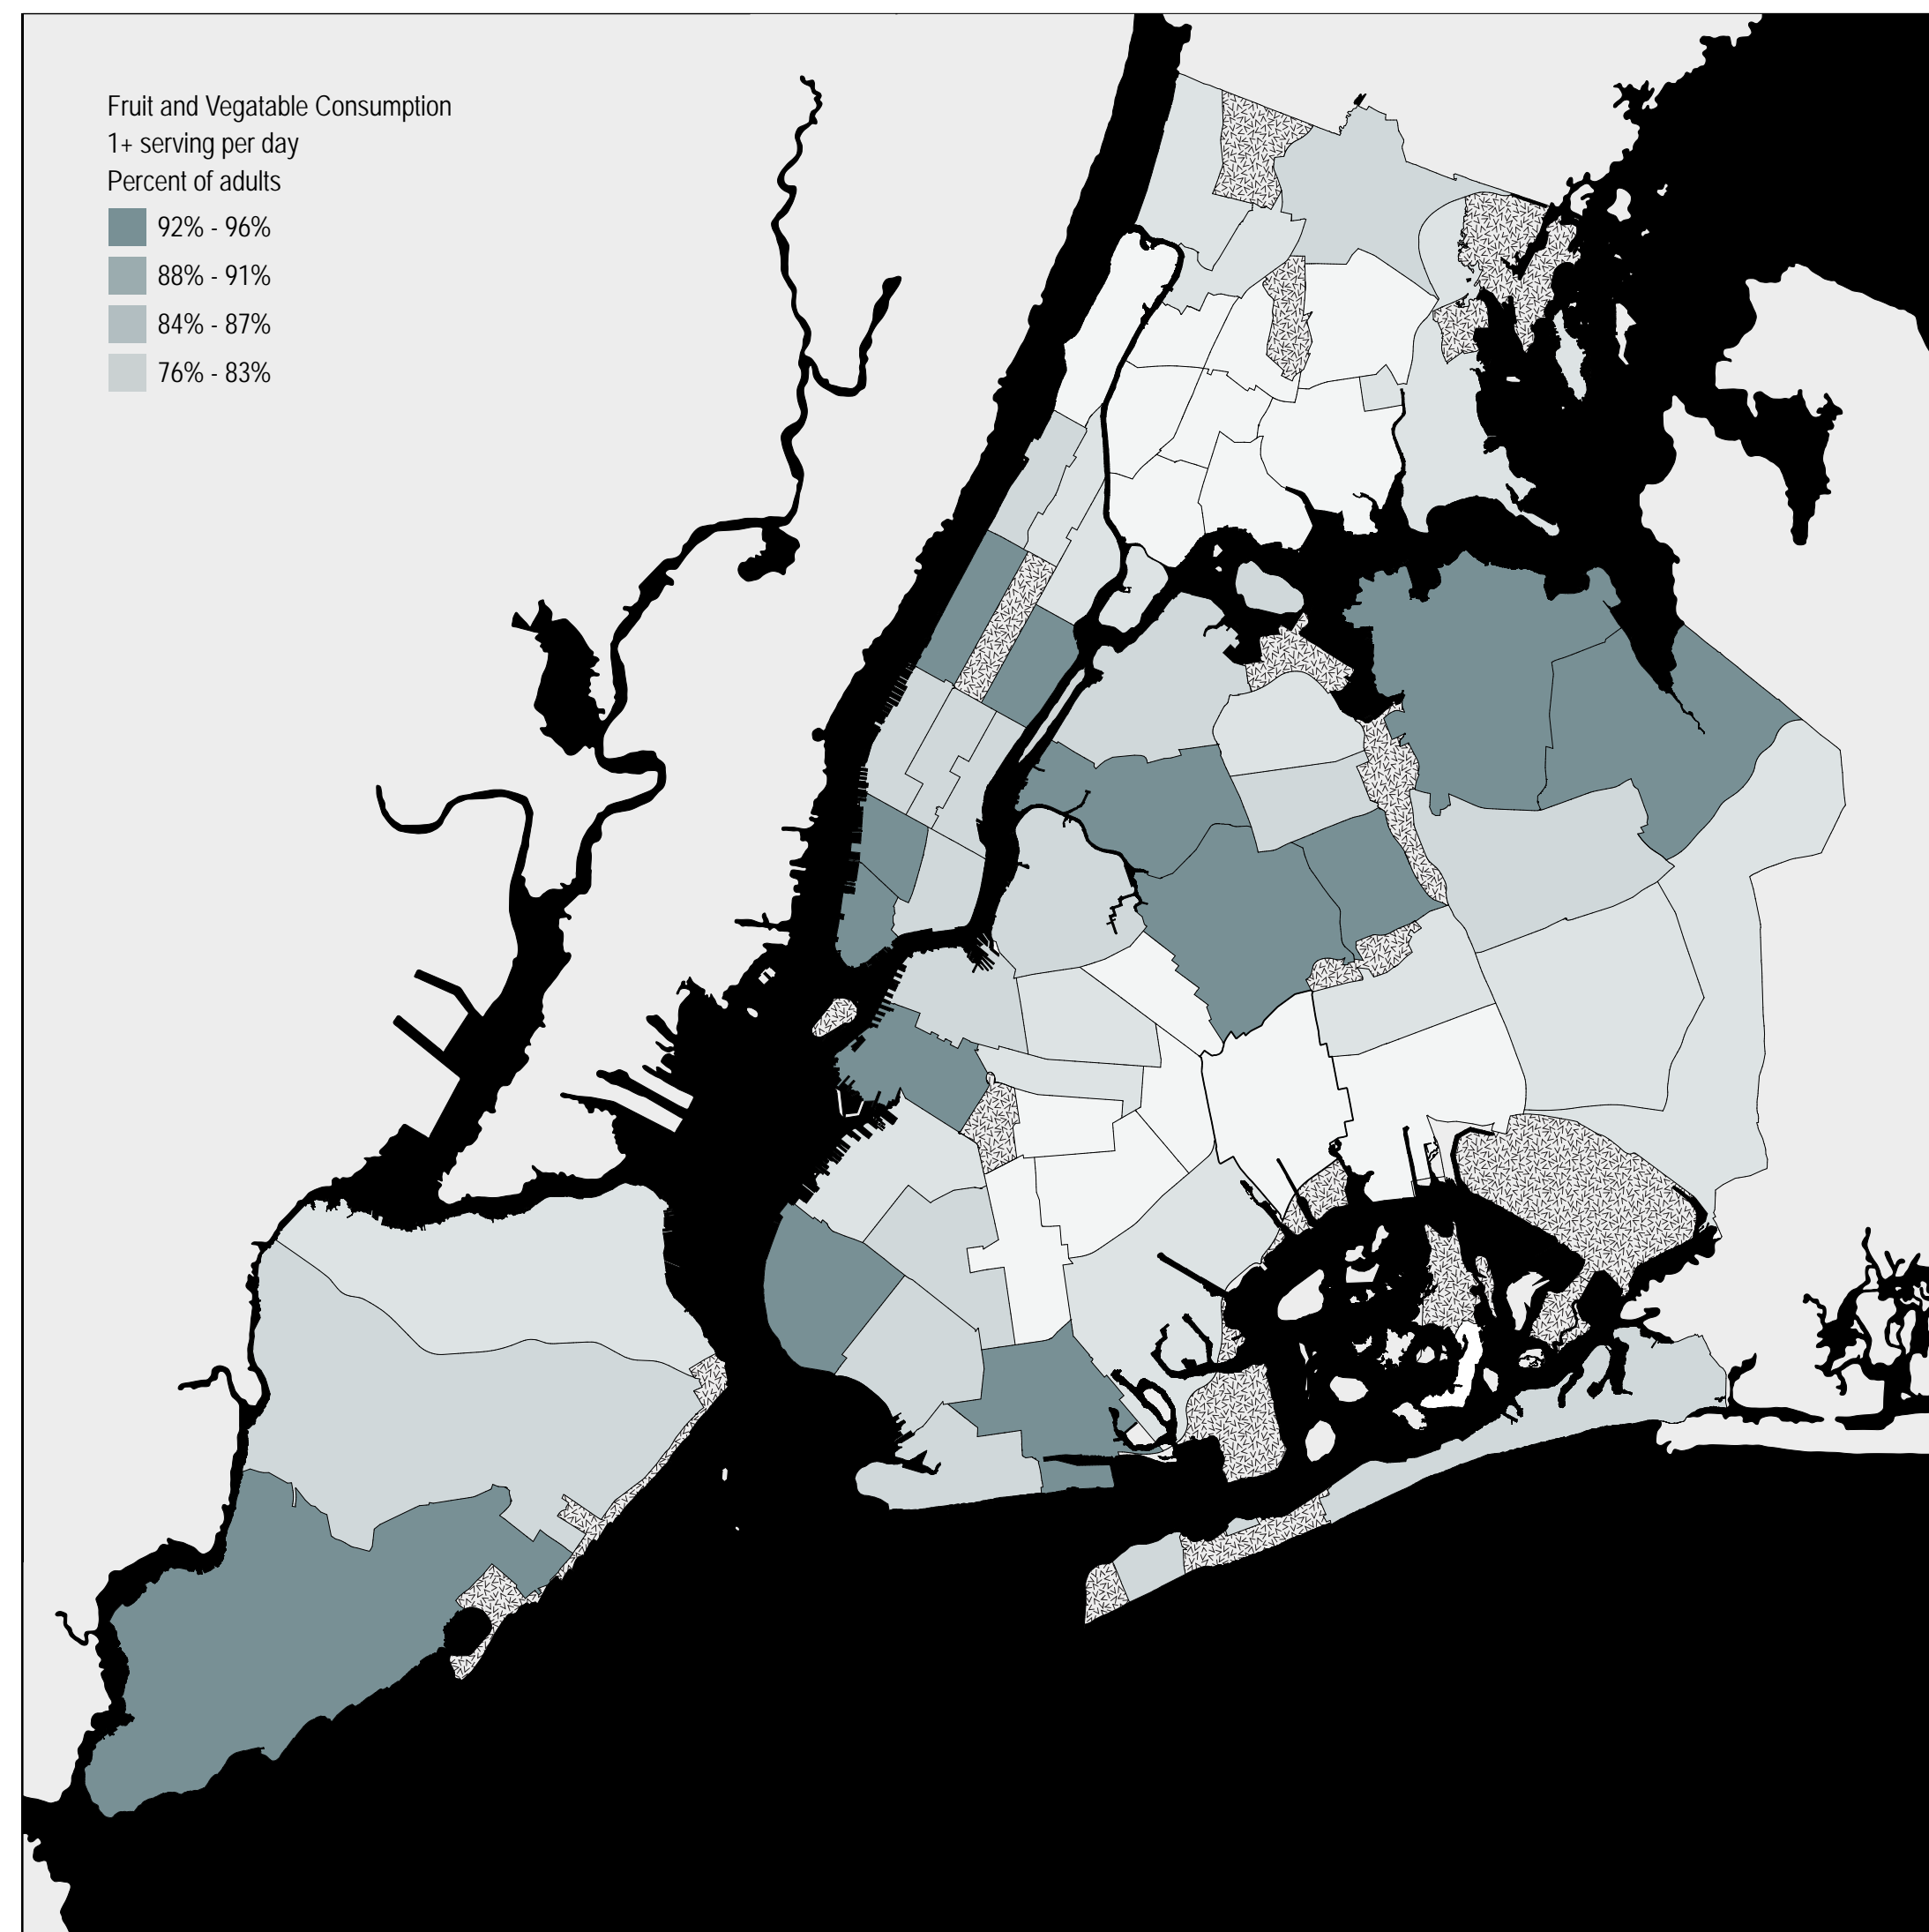 Fruit and Vegatable Consumption
1+ serving per day
Percent of adults
92% - 96%
88% - 91%
84% - 87%
76% - 83%